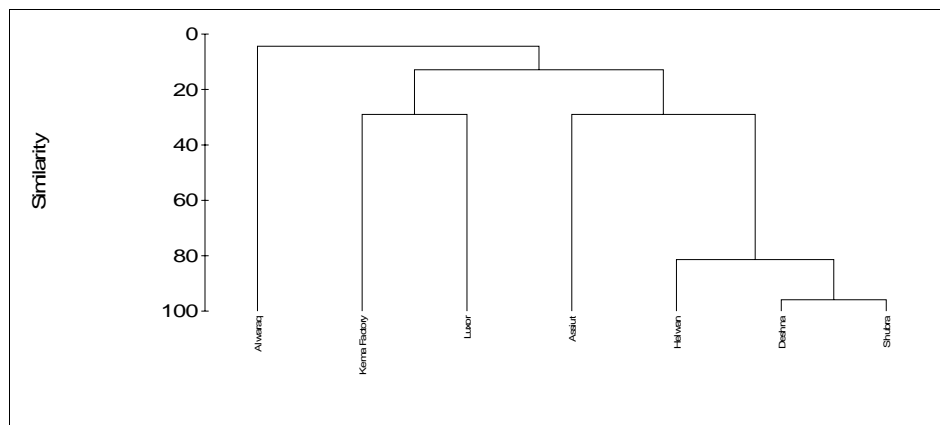 0
20
40
60
80
100
Similarity
Alwaraq
Kema Factory
Luxor
Assiut
Helwan
Deshna
Shubra